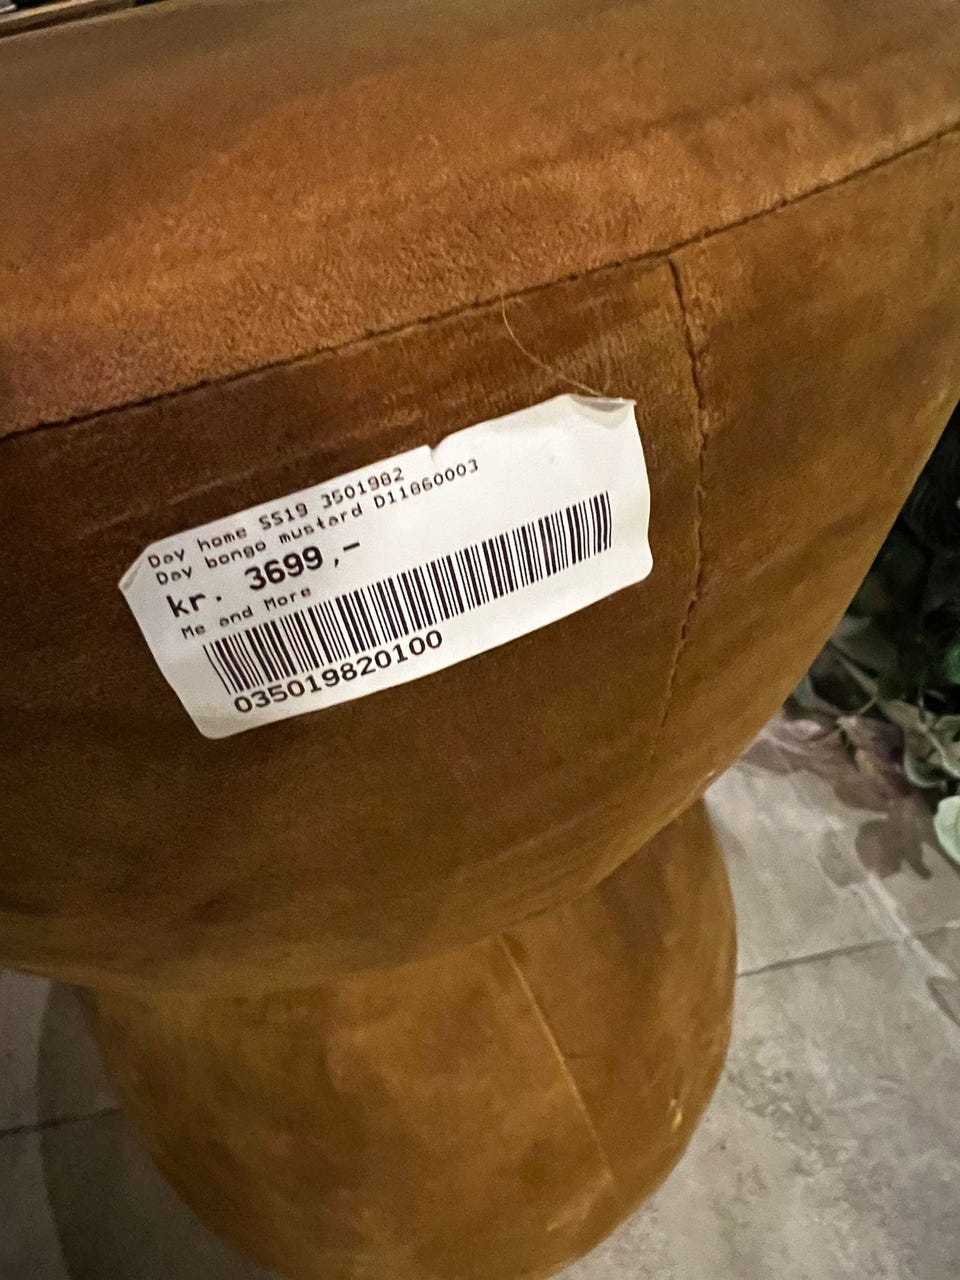 Day home SS19 3501982
Day bongo mustard D11860003
kr. 3699,-
Me and More
035019820100